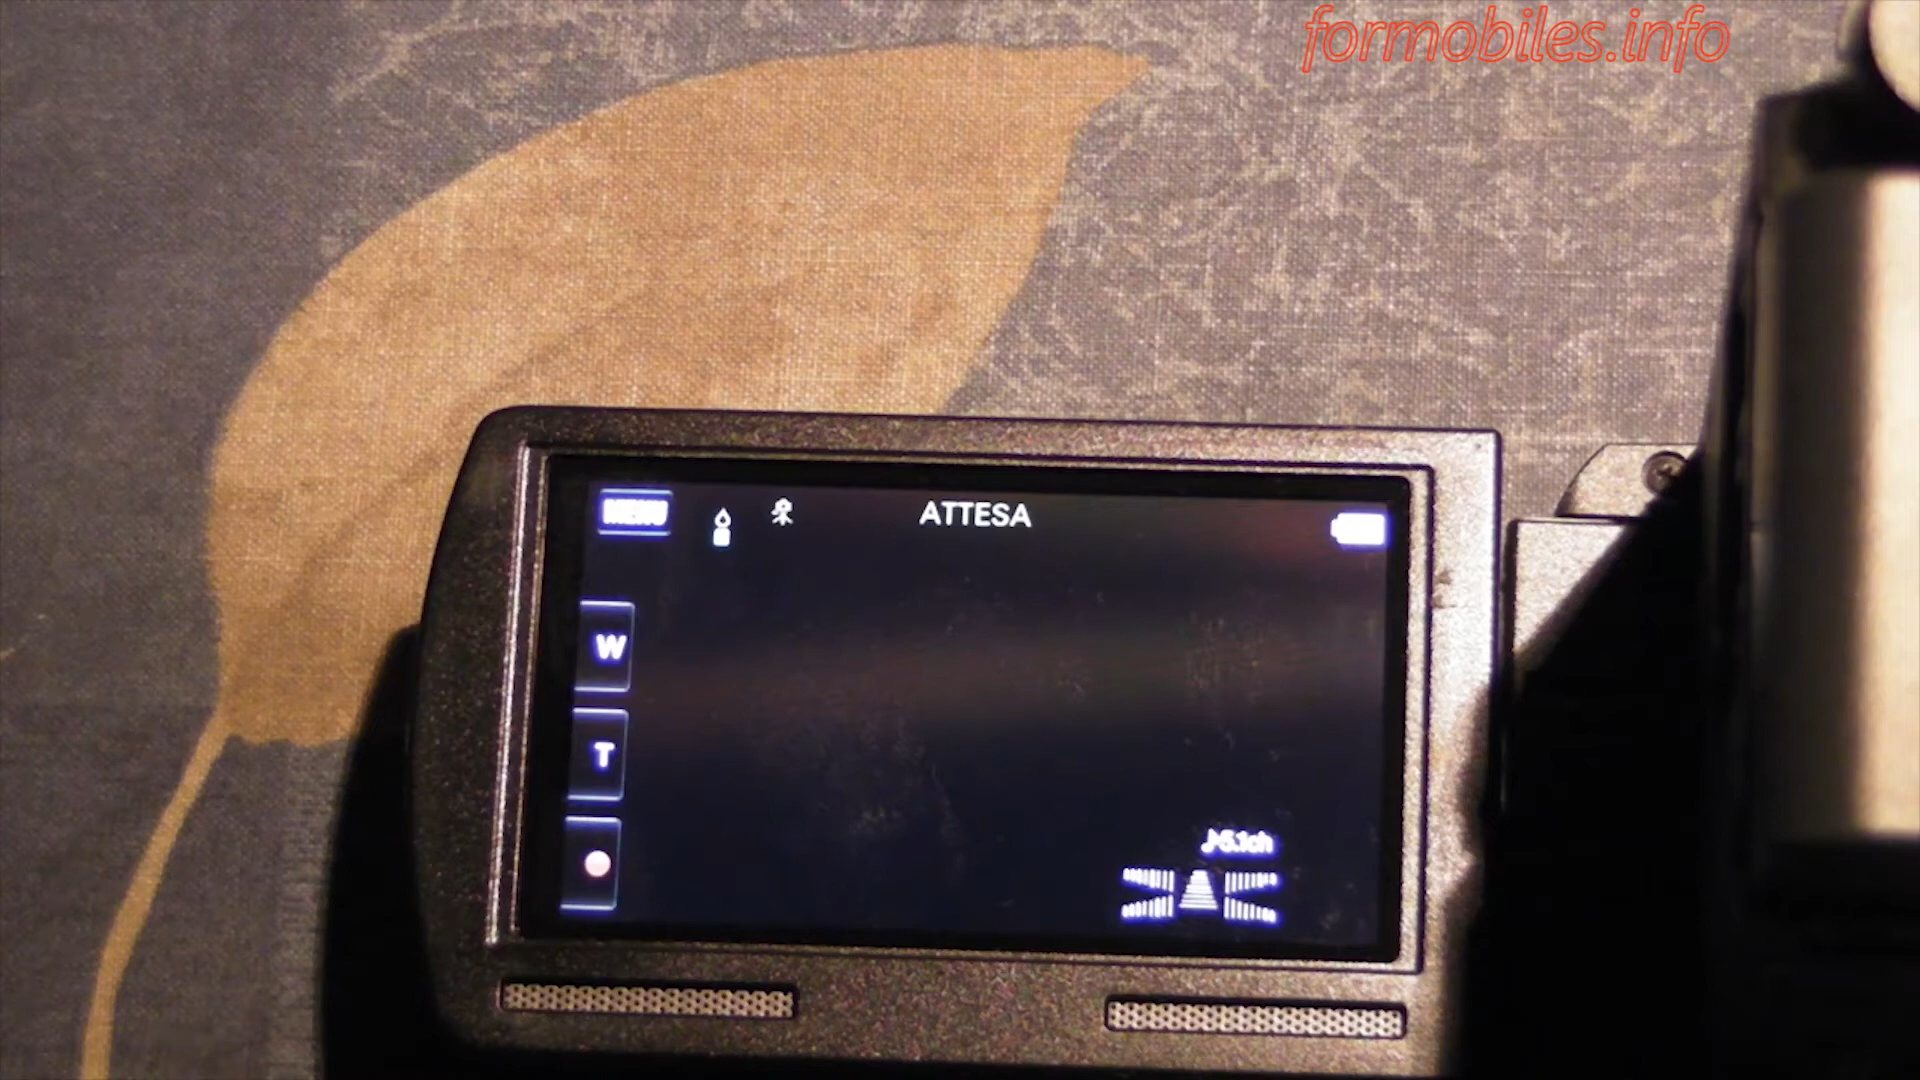 formobiles.info
MENU
ATTESA
W
T
♪5.1ch